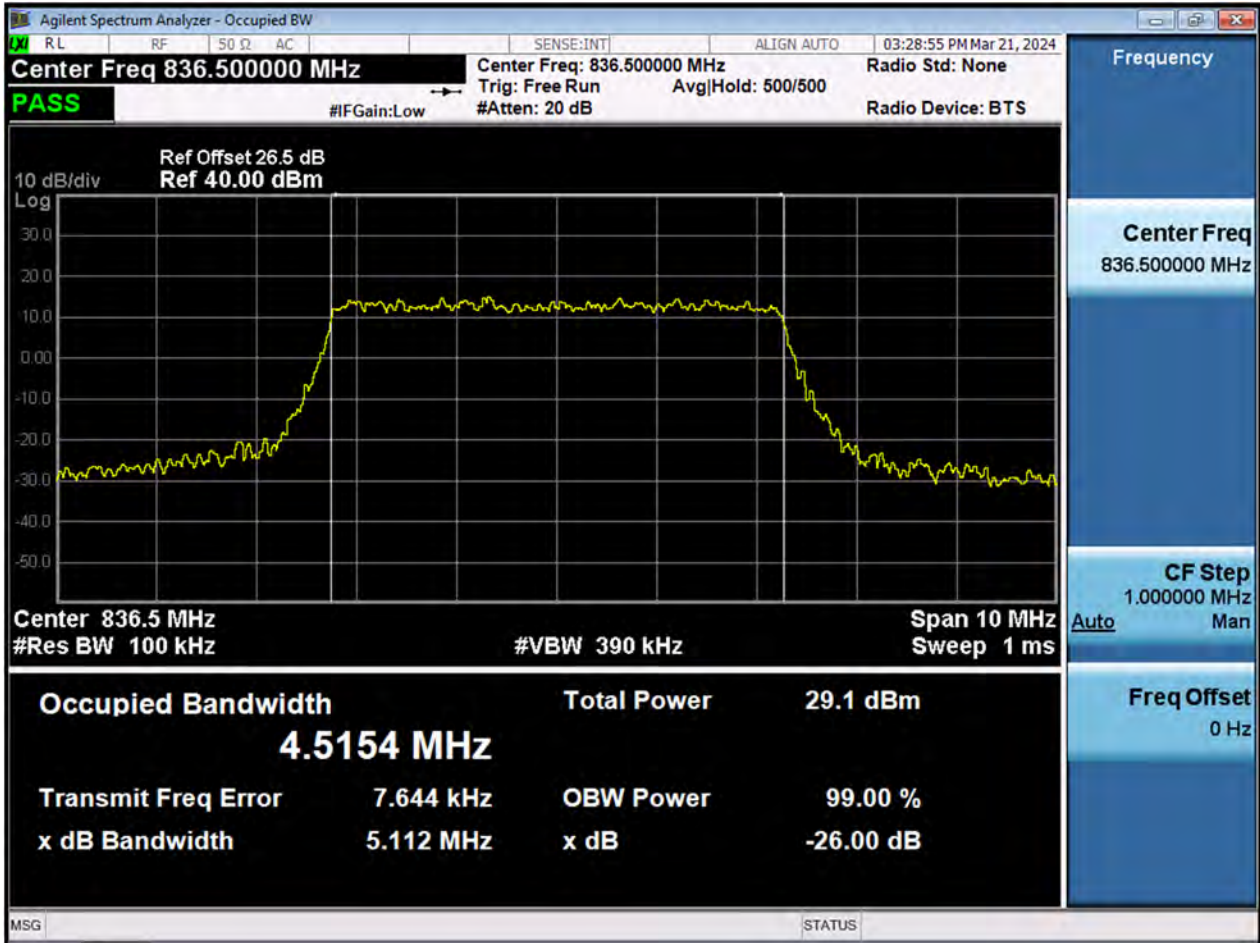 Agilent Spectrum Analyzer - Occupied BW
LXI RL RF 50 Ω AC SENSE:INT ALIGN AUTO 03:28:55 PM Mar 21, 2024
Center Freq 836.500000 MHz
Center Freq: 836.500000 MHz Radio Std: None
Trig: Free Run Avg|Hold: 500/500
PASS
#IFGain:Low #Atten: 20 dB Radio Device: BTS
Ref Offset 26.5 dB
10 dB/div Ref 40.00 dBm
Log
30.0
20.0
10.0
0.00
-10.0
-20.0
-30.0
-40.0
-50.0
Center 836.5 MHz Span 10 MHz
#Res BW 100 kHz #VBW 390 kHz Sweep 1 ms
Occupied Bandwidth Total Power 29.1 dBm
4.5154 MHz
Transmit Freq Error 7.644 kHz OBW Power 99.00 %
x dB Bandwidth 5.112 MHz x dB -26.00 dB
MSG STATUS
Frequency
Center Freq
836.500000 MHz
CF Step
1.000000 MHz
Auto Man
Freq Offset
0 Hz